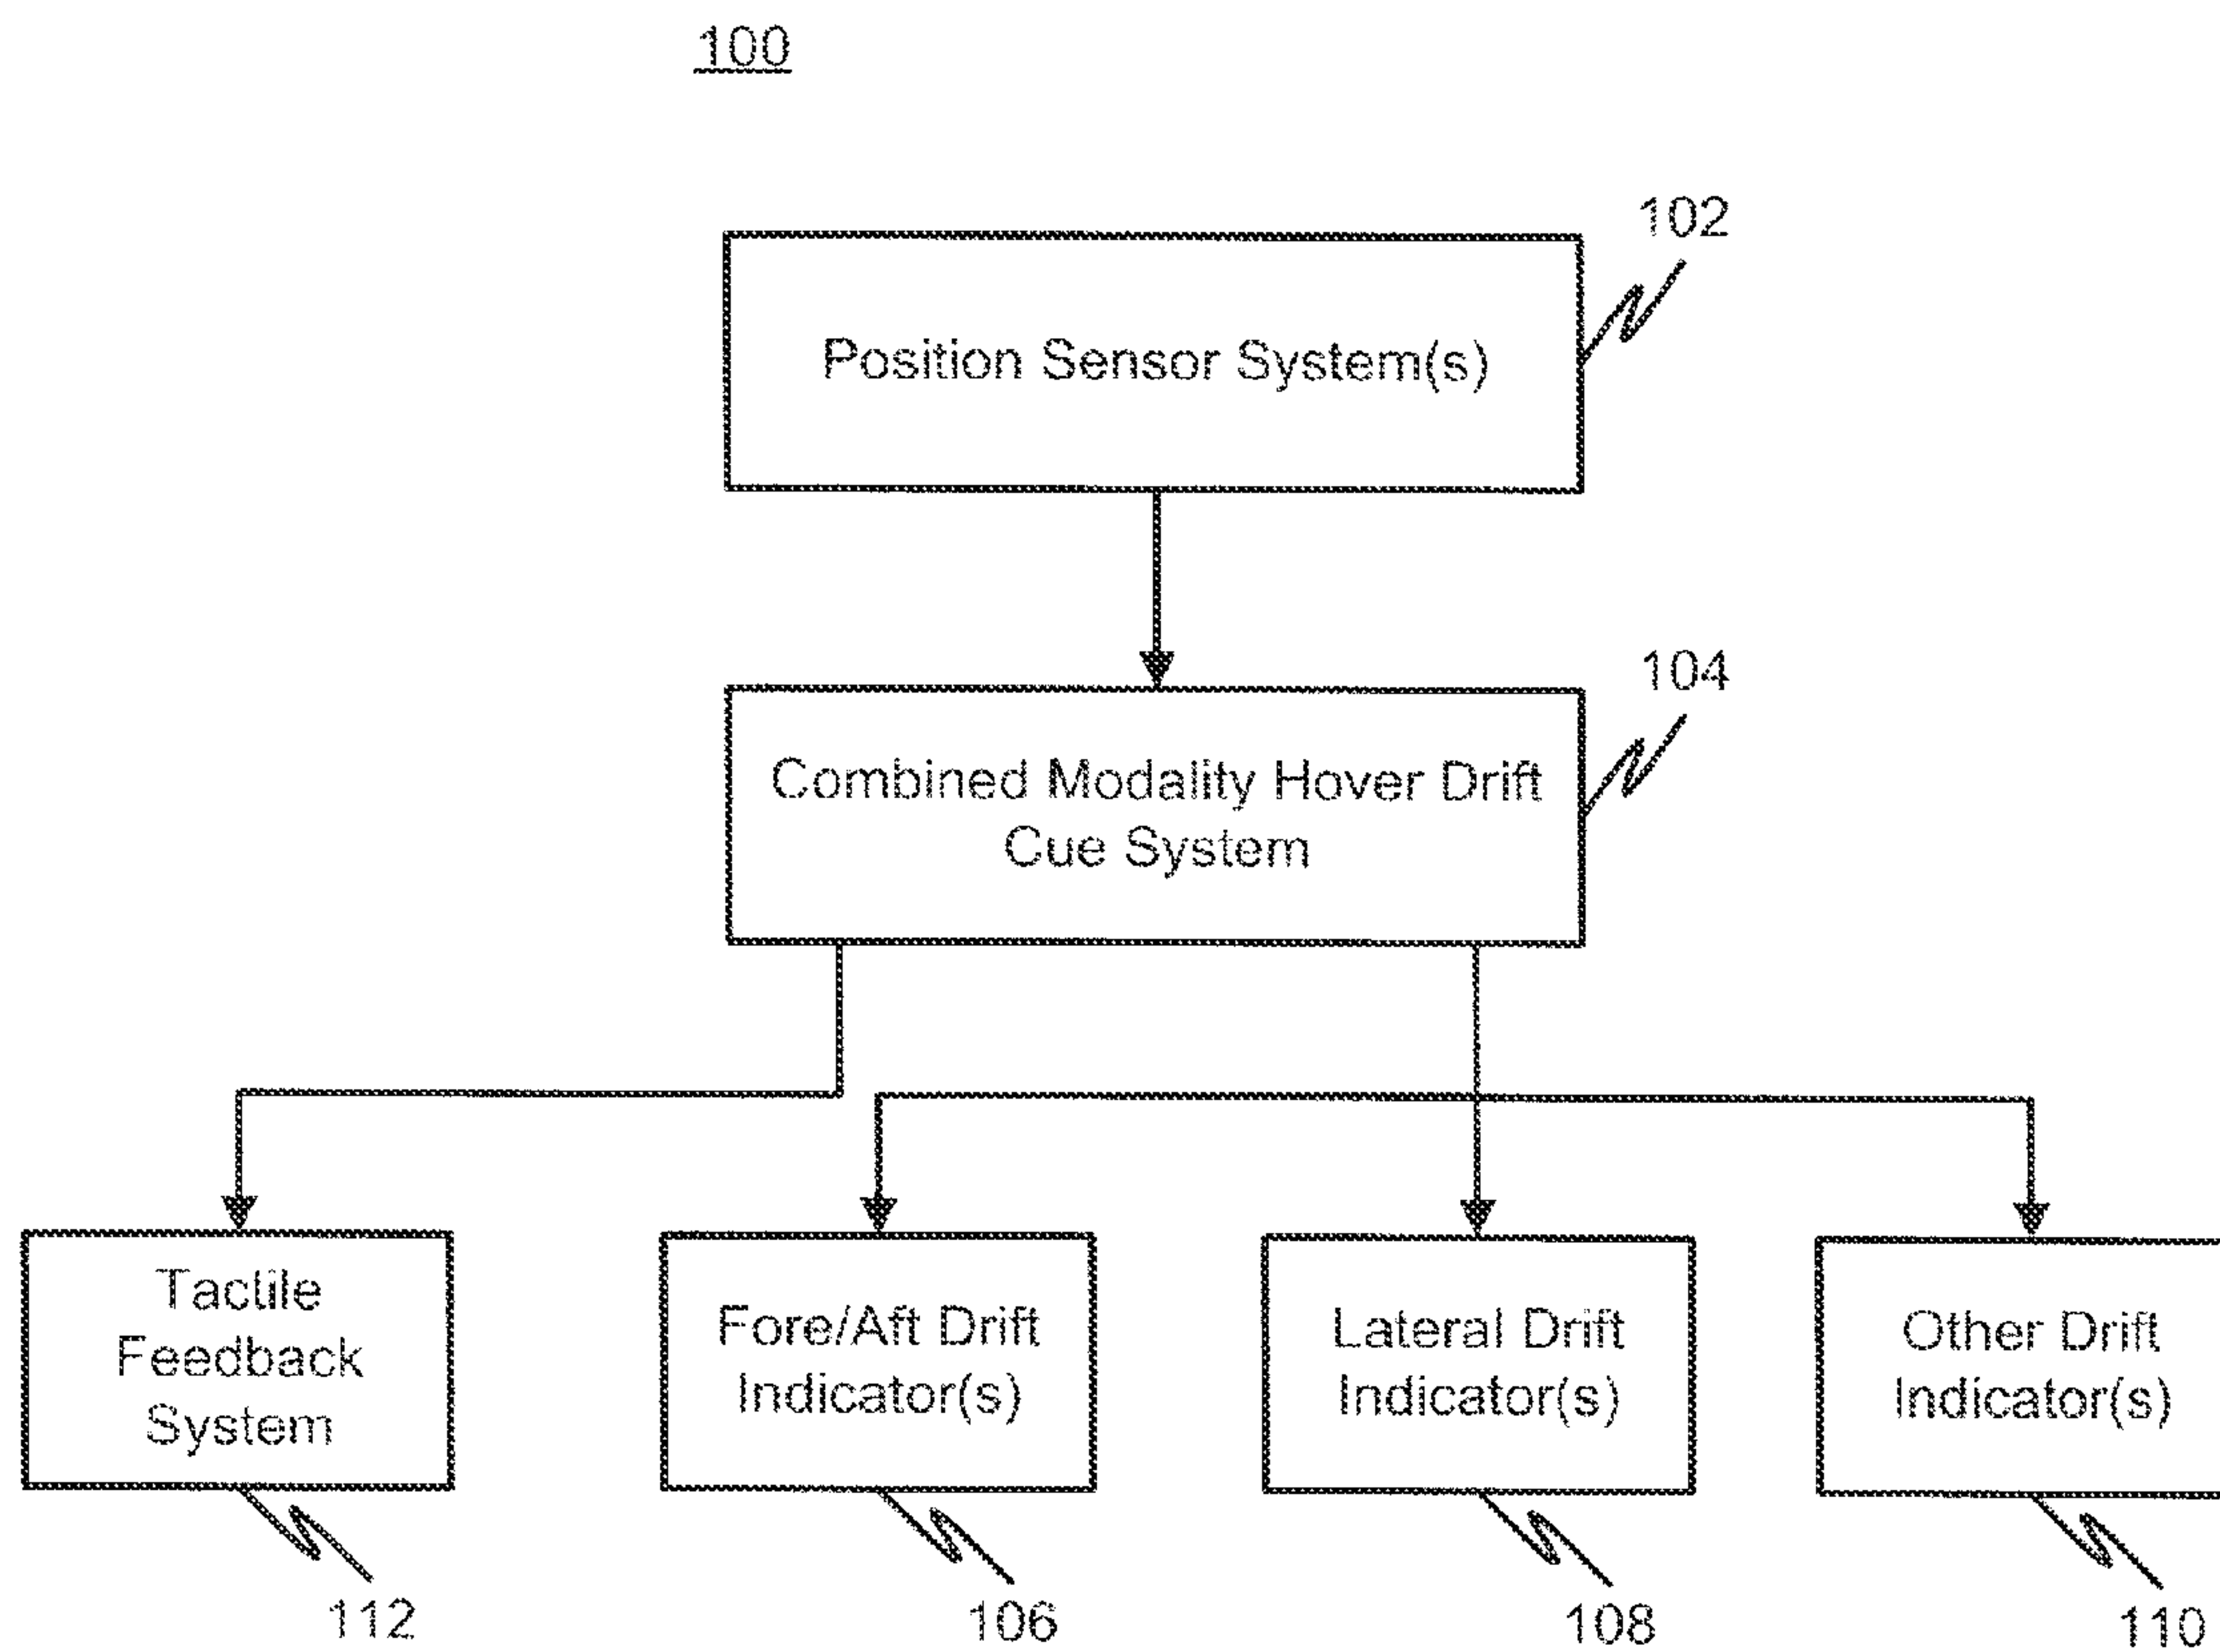 100
102
Position Sensor System(s)
104
Combined Modality Hover Drift
Cue System
Tactile
Feedback
System
Fore/Aft Drift
Indicator(s)
Lateral Drift
Indicator(s)
Other Drift
Indicator(s)
112
106
108
110